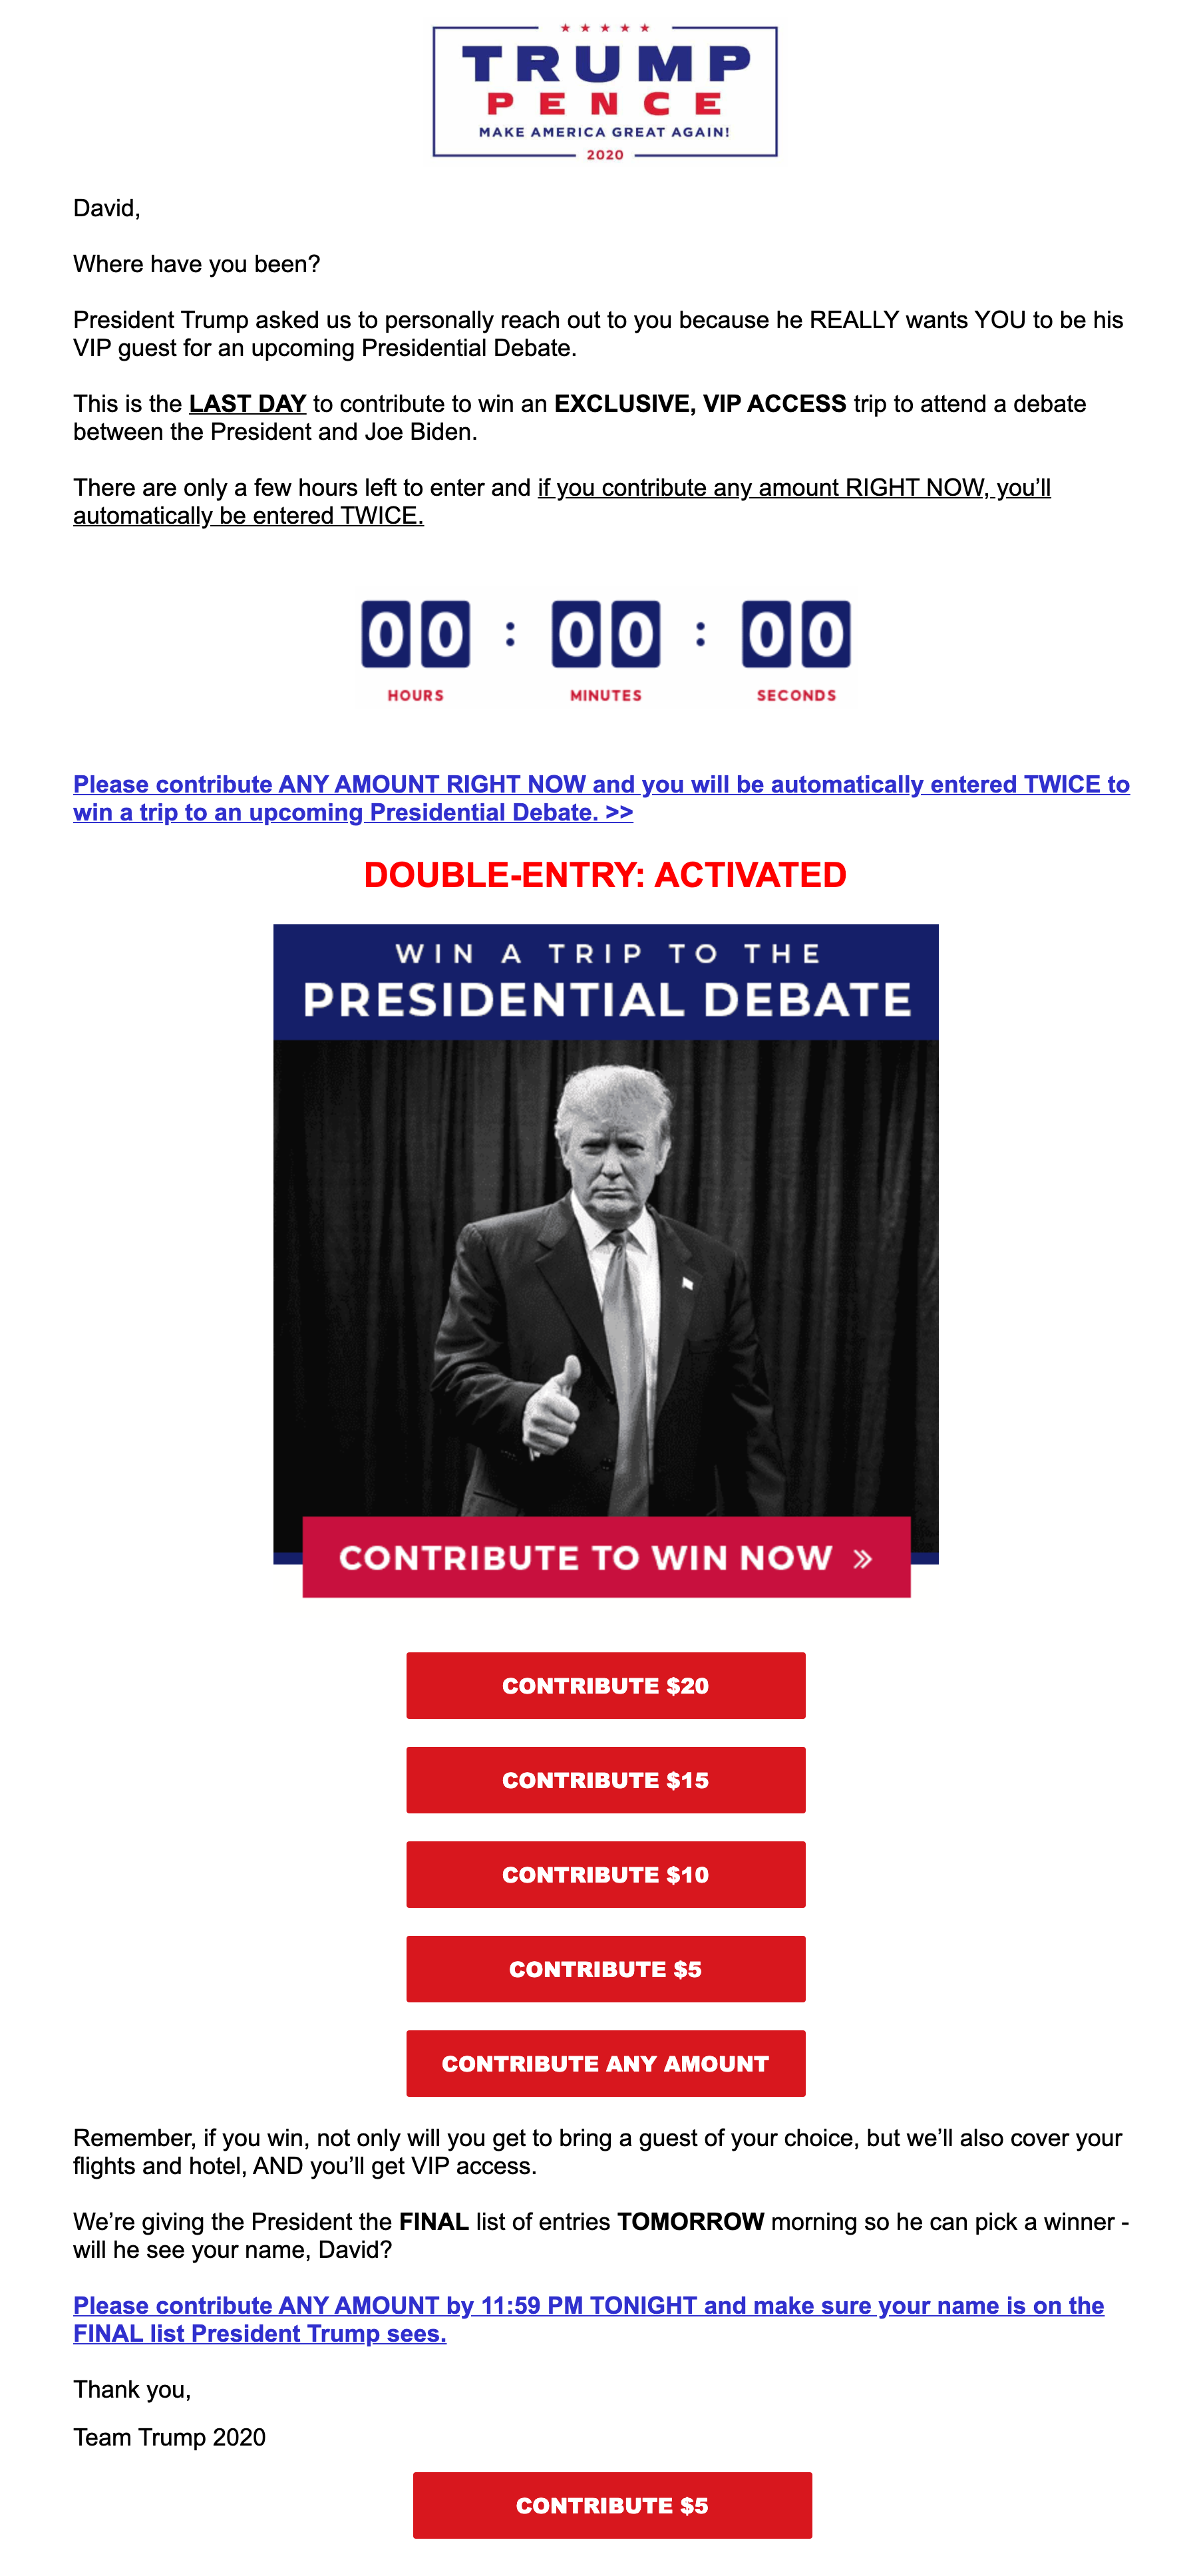 TRUMP
PENCE
MAKE AMERICA GREAT AGAIN!
2020
David,
Where have you been?
President Trump asked us to personally reach out to you because he REALLY wants YOU to be his
VIP guest for an upcoming Presidential Debate.
This is the LAST DAY to contribute to win an EXCLUSIVE, VIP ACCESS trip to attend a debate
between the President and Joe Biden.
There are only a few hours left to enter and if you contribute any amount RIGHT NOW, you’ll
automatically be entered TWICE.
00 : 00 : 00
HOURS MINUTES SECONDS
Please contribute ANY AMOUNT RIGHT NOW and you will be automatically entered TWICE to
win a trip to an upcoming Presidential Debate. >>
DOUBLE-ENTRY: ACTIVATED
WIN A TRIP TO THE
PRESIDENTIAL DEBATE
CONTRIBUTE TO WIN NOW »
CONTRIBUTE $20
CONTRIBUTE $15
CONTRIBUTE $10
CONTRIBUTE $5
CONTRIBUTE ANY AMOUNT
Remember, if you win, not only will you get to bring a guest of your choice, but we’ll also cover your
flights and hotel, AND you’ll get VIP access.
We’re giving the President the FINAL list of entries TOMORROW morning so he can pick a winner -
will he see your name, David?
Please contribute ANY AMOUNT by 11:59 PM TONIGHT and make sure your name is on the
FINAL list President Trump sees.
Thank you,
Team Trump 2020
CONTRIBUTE $5